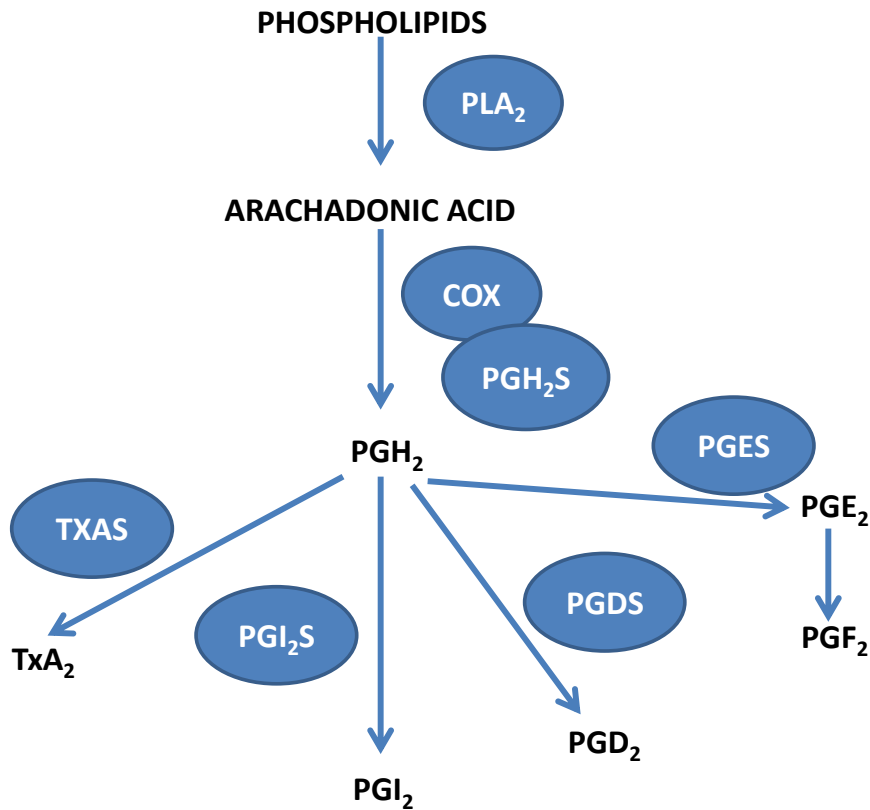 PHOSPHOLIPIDS
PLA₂
ARACHADONIC ACID
COX
PGH₂S
PGES
PGH₂
PGE₂
TXAS
PGDS
PGI₂S
PGF₂
TxA₂
PGD₂
PGI₂